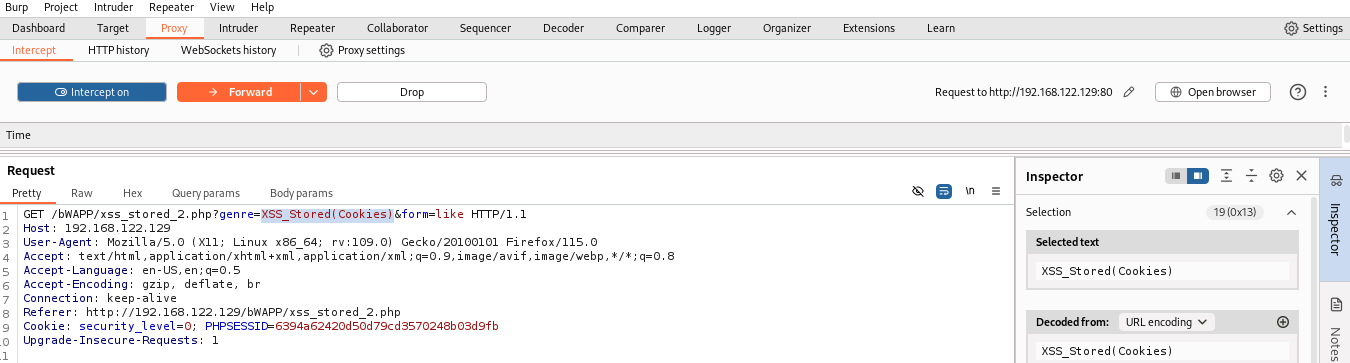 Burp Project Intruder Repeater View Help
Dashboard Target Proxy Intruder Repeater Collaborator Sequencer Decoder Comparer Logger Organizer Extensions Learn Settings
Intercept HTTP history WebSockets history Proxy settings
Intercept on Forward Drop Request to http://192.168.122.129:80 Open browser
Time
Request
Pretty Raw Hex Query params Body params \n
1 GET /bWAPP/xss_stored_2.php?genre=XSS_Stored(Cookies)&form=like HTTP/1.1
2 Host: 192.168.122.129
3 User-Agent: Mozilla/5.0 (X11; Linux x86_64; rv:109.0) Gecko/20100101 Firefox/115.0
4 Accept: text/html,application/xhtml+xml,application/xml;q=0.9,image/avif,image/webp,*/*;q=0.8
5 Accept-Language: en-US,en;q=0.5
6 Accept-Encoding: gzip, deflate, br
7 Connection: keep-alive
8 Referer: http://192.168.122.129/bWAPP/xss_stored_2.php
9 Cookie: security_level=0; PHPSESSID=6394a62420d50d79cd3570248b03d9fb
0 Upgrade-Insecure-Requests: 1
1
Inspector
Selection 19 (0x13)
Selected text
XSS_Stored(Cookies)
Decoded from: URL encoding
XSS_Stored(Cookies)
Inspector
Notes